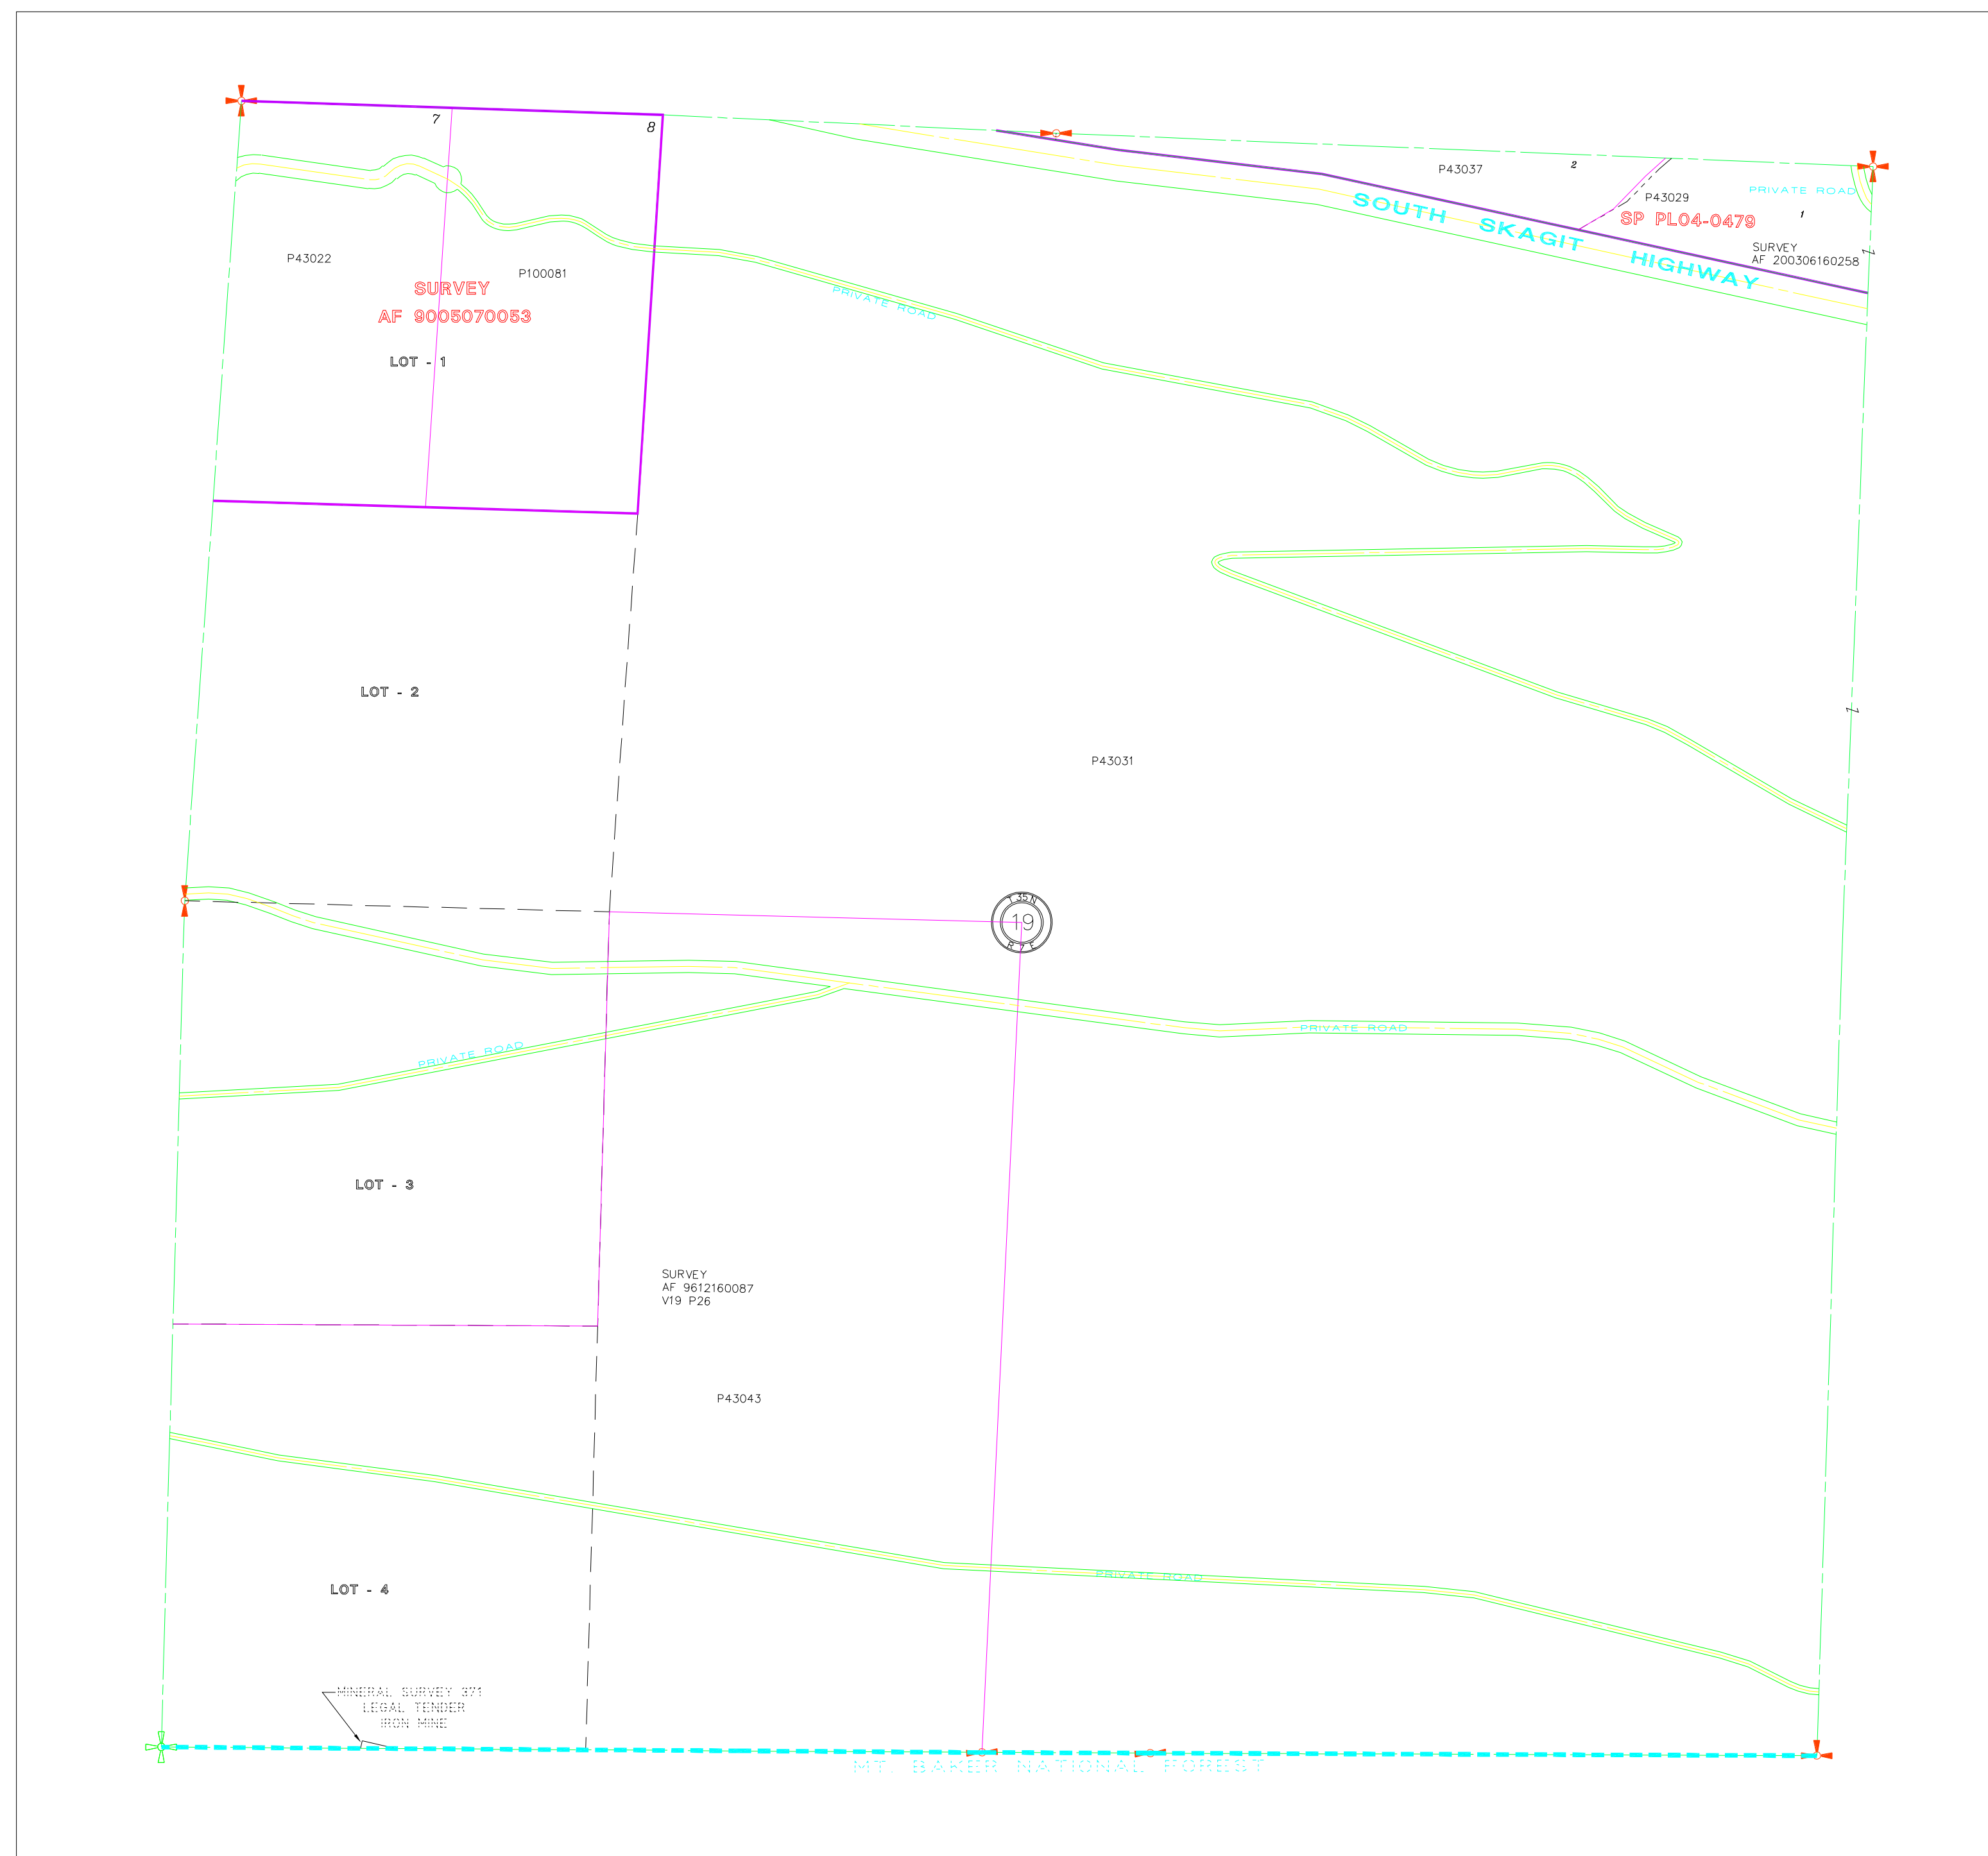 7
8
P43037
2
P43029
PRIVATE ROAD
SP PL04-0479
1
SOUTH SKAGIT HIGHWAY
SURVEY
AF 200306160258
P43022
P100081
SURVEY
AF 9005070053
PRIVATE ROAD
LOT - 1
LOT - 2
P43031
T 35 N
19
R 7 E
PRIVATE ROAD
PRIVATE ROAD
LOT - 3
SURVEY
AF 9612160087
V19 P26
P43043
PRIVATE ROAD
LOT - 4
MINERAL SURVEY 371
LEGAL TENDER
IRON MINE
MT BAKER NATIONAL FOREST